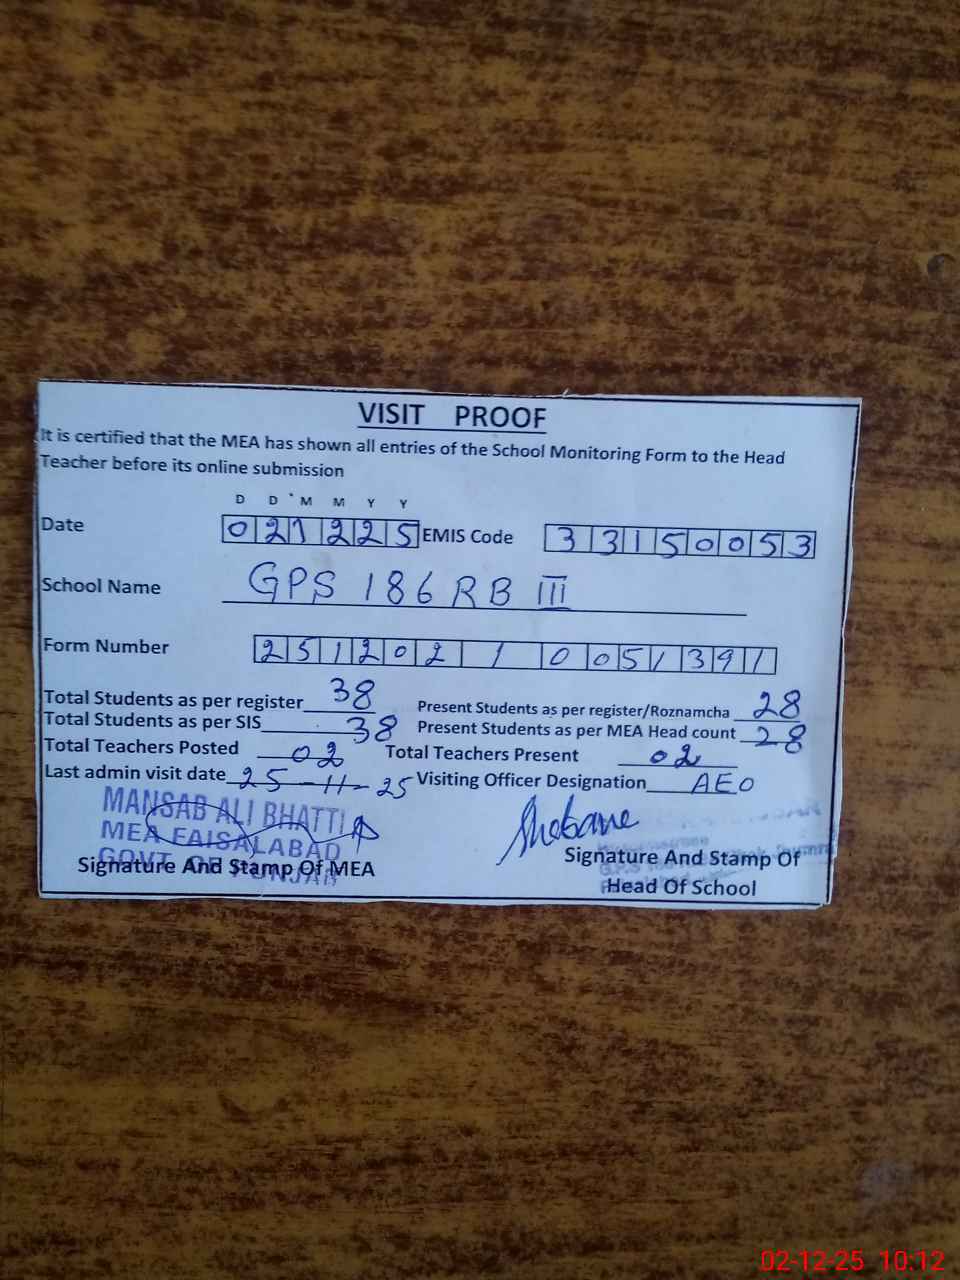 VISIT PROOF
It is certified that the MEA has shown all entries of the School Monitoring Form to the Head
Teacher before its online submission
D D M M Y Y
Date 021225 EMIS Code 33150053
School Name GPS 186 RB III
Form Number 251202 1 0051391
Total Students as per register 38 Present Students as per register/Roznamcha 28
Total Students as per SIS 38 Present Students as per MEA Head count 28
Total Teachers Posted 02 Total Teachers Present 02
Last admin visit date 25-11-25 Visiting Officer Designation AEO
MANSAB ALI BHATTI
MEA FAISALABAD
GOVT. OF PUNJAB
Signature And Stamp Of MEA
Signature And Stamp Of
Head Of School
02-12-25 10:12